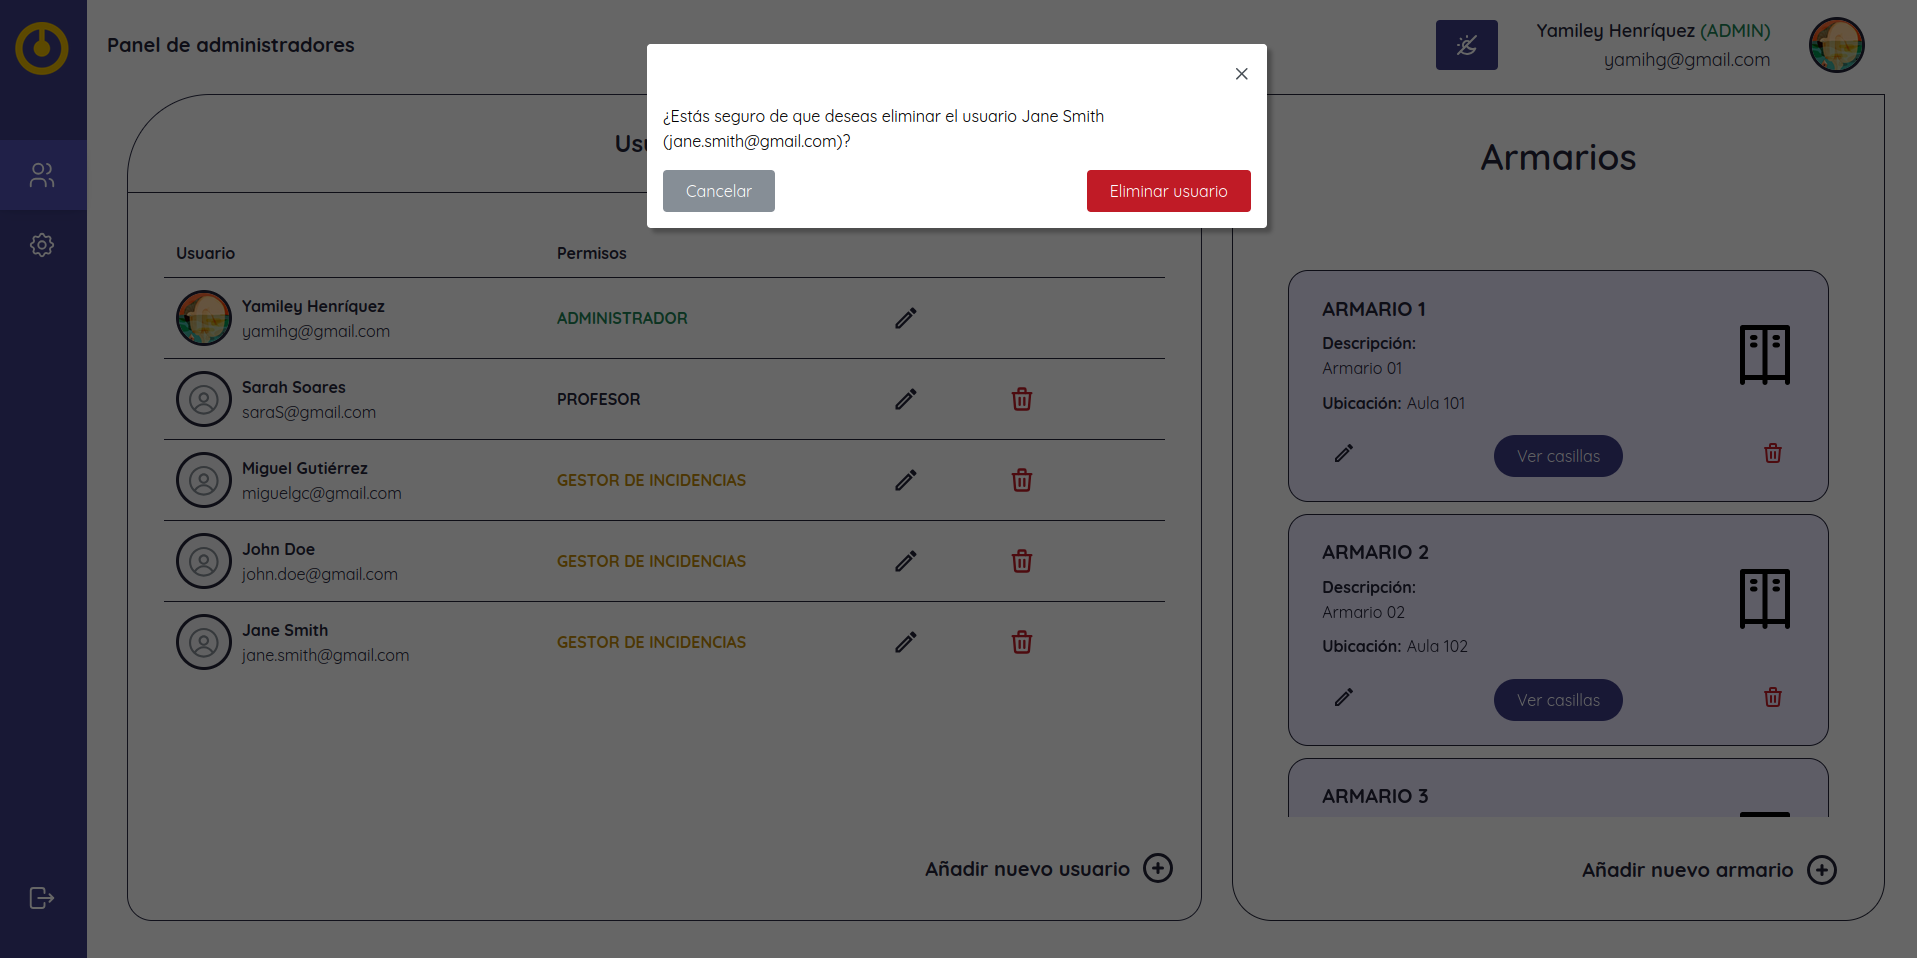 Panel de administradores
Yamiley Henríquez (ADMIN)
yamihg@gmail.com
¿Estás seguro de que deseas eliminar el usuario Jane Smith
(jane.smith@gmail.com)?
Cancelar
Eliminar usuario
Usuario
Permisos
Yamiley Henríquez
yamihg@gmail.com
ADMINISTRADOR
Sarah Soares
saraS@gmail.com
PROFESOR
Miguel Gutiérrez
miguelgc@gmail.com
GESTOR DE INCIDENCIAS
John Doe
john.doe@gmail.com
GESTOR DE INCIDENCIAS
Jane Smith
jane.smith@gmail.com
GESTOR DE INCIDENCIAS
Añadir nuevo usuario
Armarios
ARMARIO 1
Descripción:
Armario 01
Ubicación: Aula 101
Ver casillas
ARMARIO 2
Descripción:
Armario 02
Ubicación: Aula 102
Ver casillas
ARMARIO 3
Añadir nuevo armario